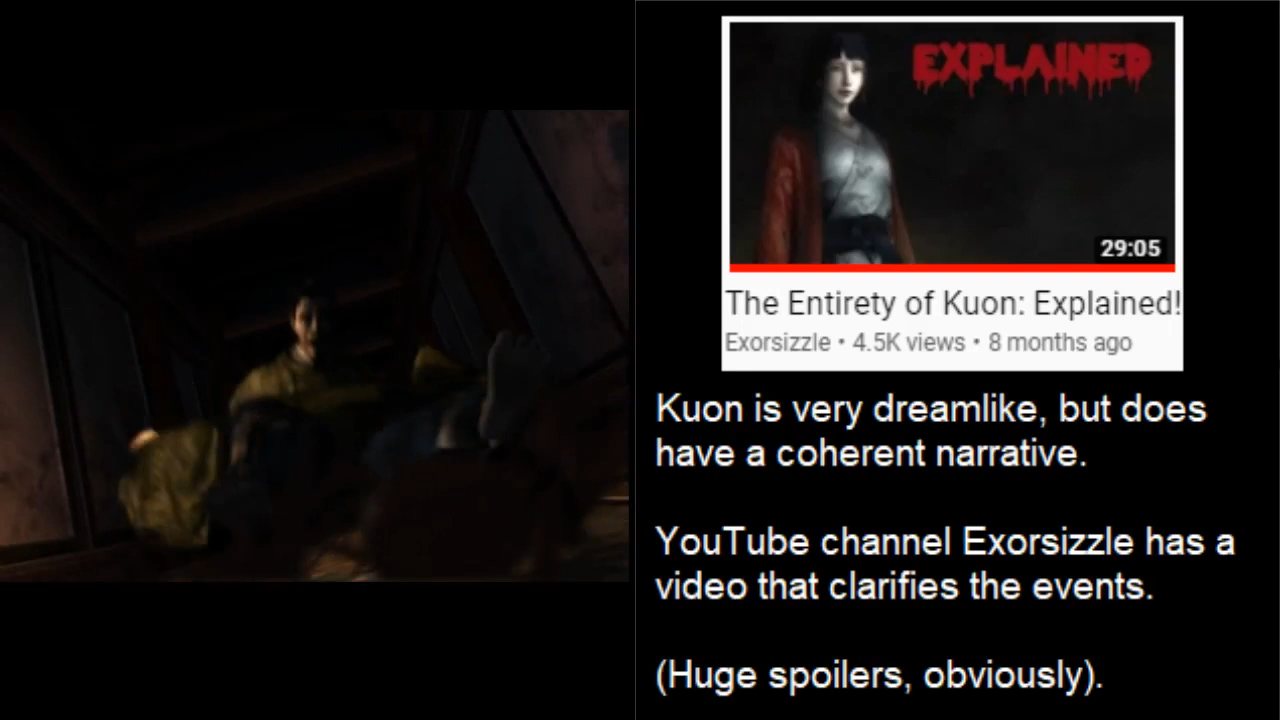 EXPLAINED
29:05
The Entirety of Kuon: Explained!
Exorsizzle • 4.5K views • 8 months ago
Kuon is very dreamlike, but does
have a coherent narrative.
YouTube channel Exorsizzle has a
video that clarifies the events.
(Huge spoilers, obviously).